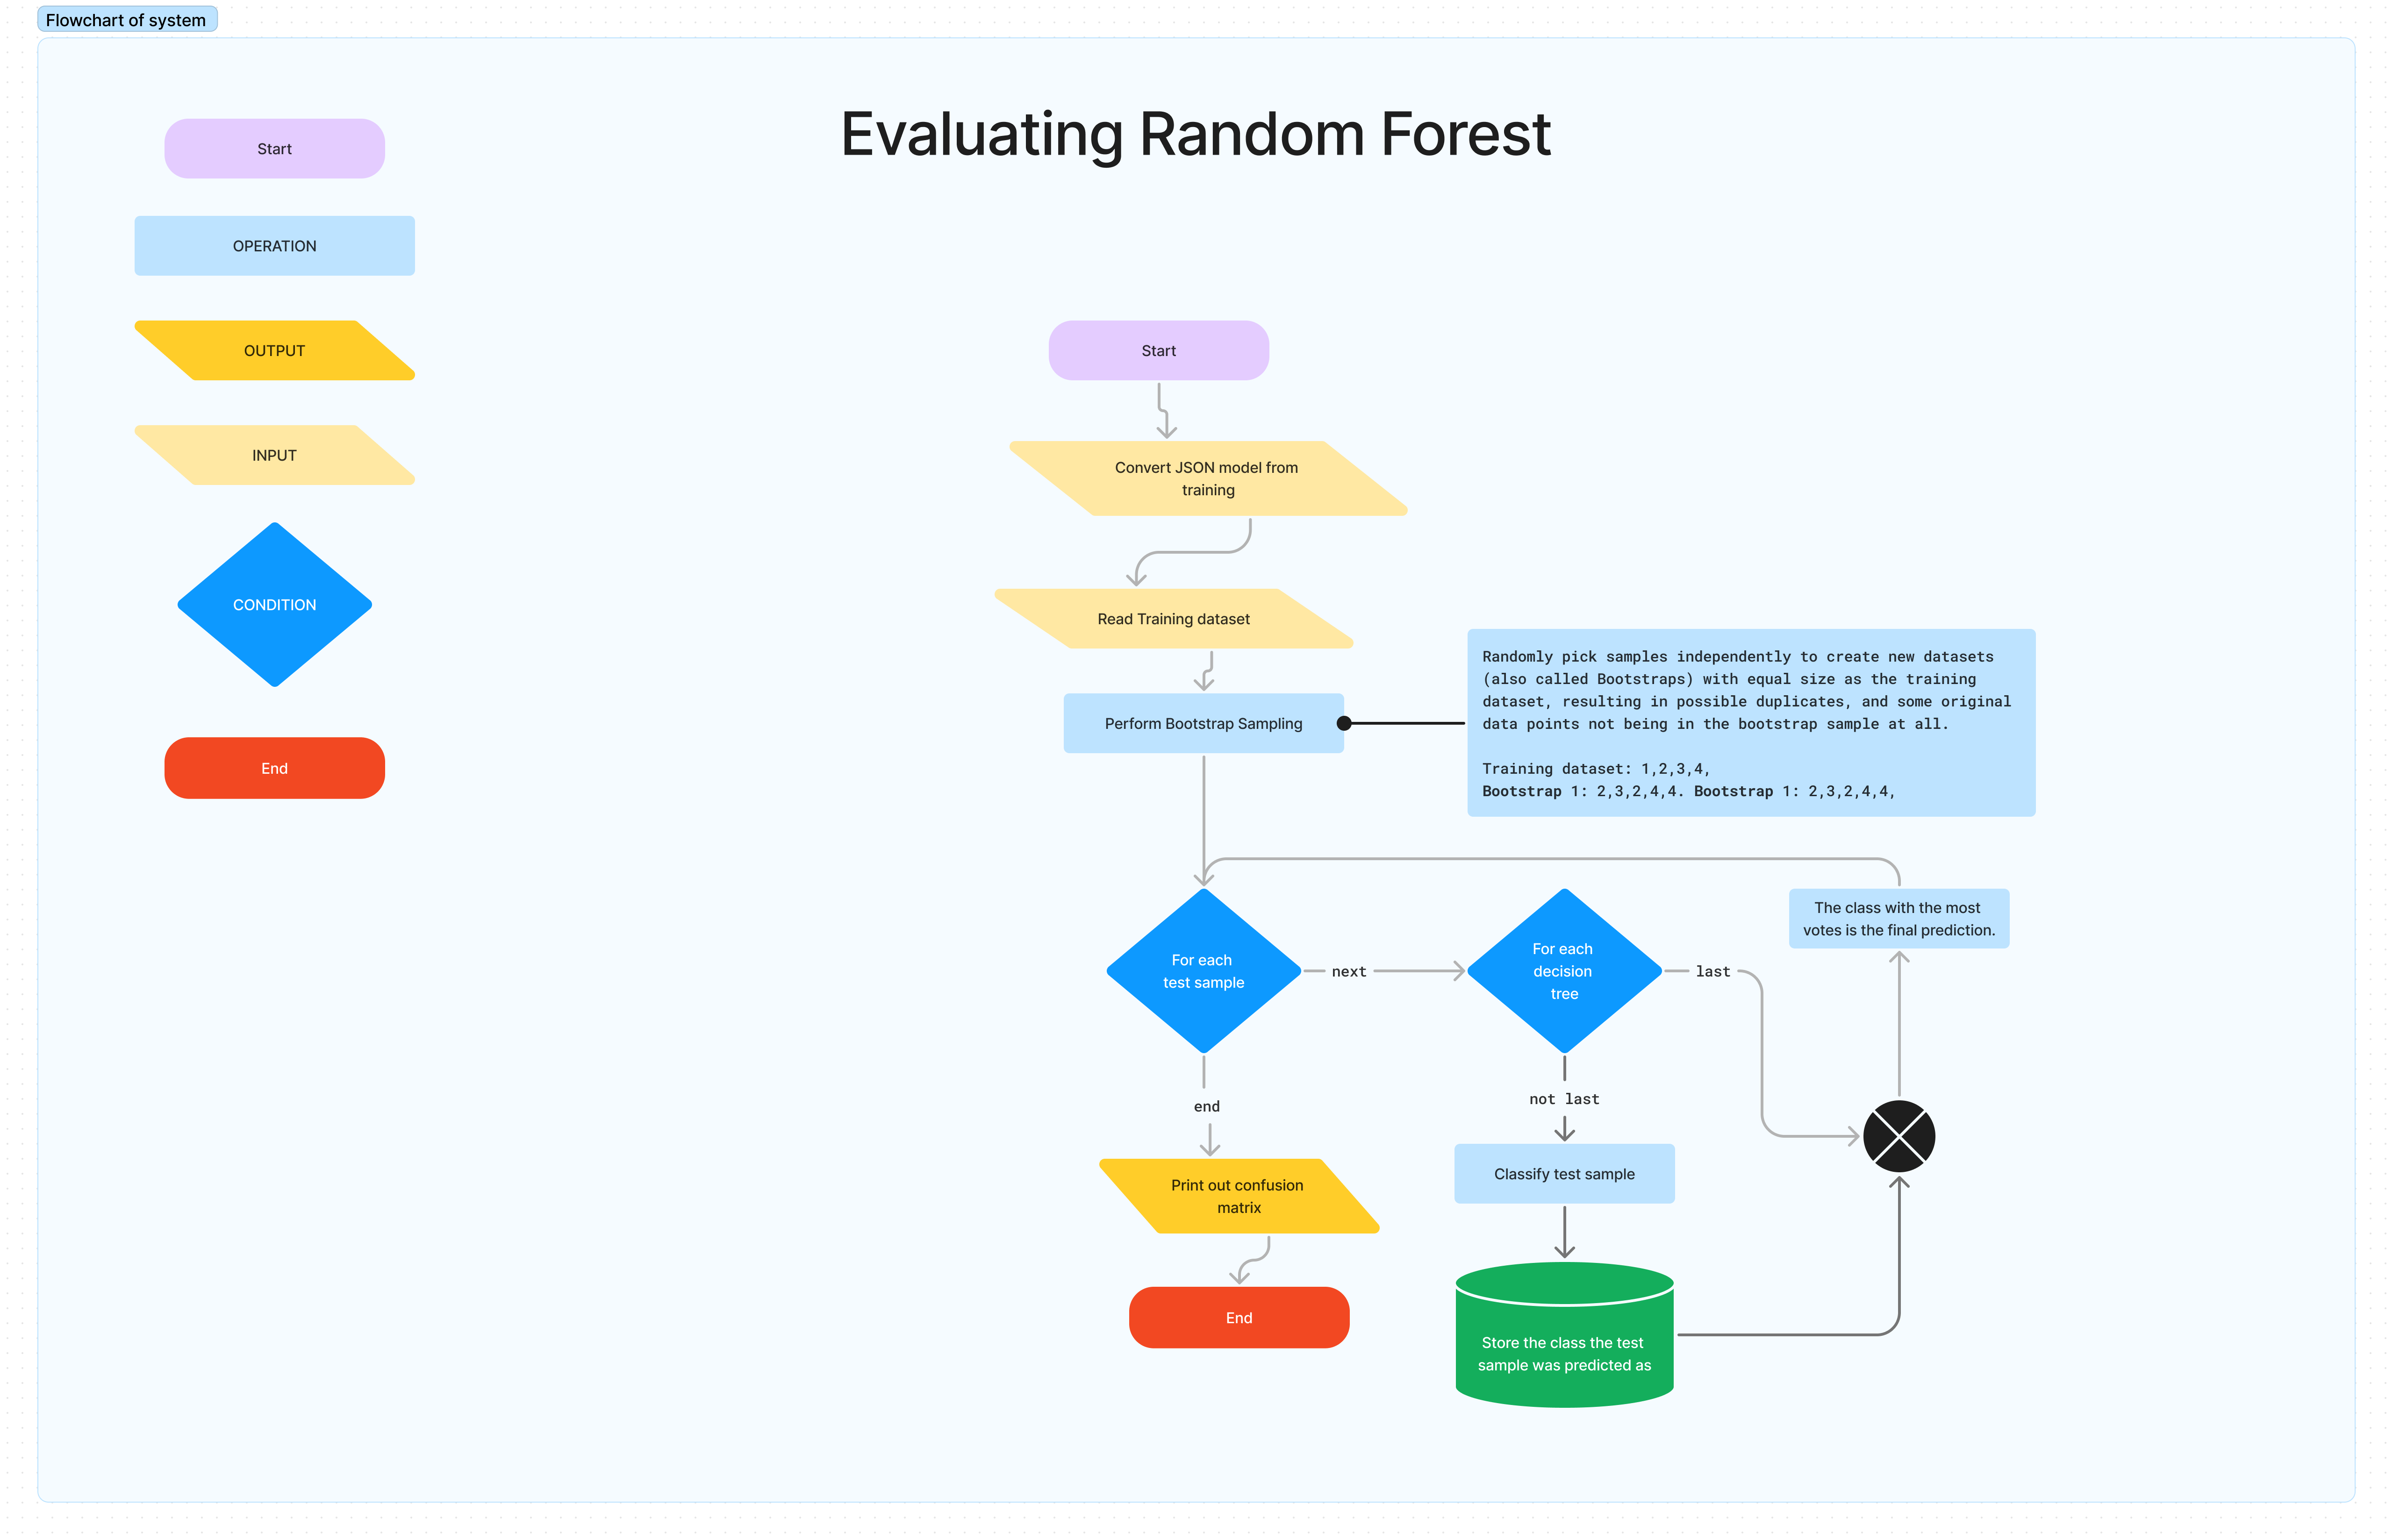 Flowchart of system
Evaluating Random Forest
Start
OPERATION
OUTPUT
INPUT
CONDITION
End
Start
Convert JSON model from
training
Read Training dataset
Perform Bootstrap Sampling
Randomly pick samples independently to create new datasets
(also called Bootstraps) with equal size as the training
dataset, resulting in possible duplicates, and some original
data points not being in the bootstrap sample at all.
Training dataset: 1,2,3,4,
Bootstrap 1: 2,3,2,4,4. Bootstrap 1: 2,3,2,4,4,
For each
test sample
next
For each
decision
tree
last
The class with the most
votes is the final prediction.
end
not last
Print out confusion
matrix
Classify test sample
End
Store the class the test
sample was predicted as